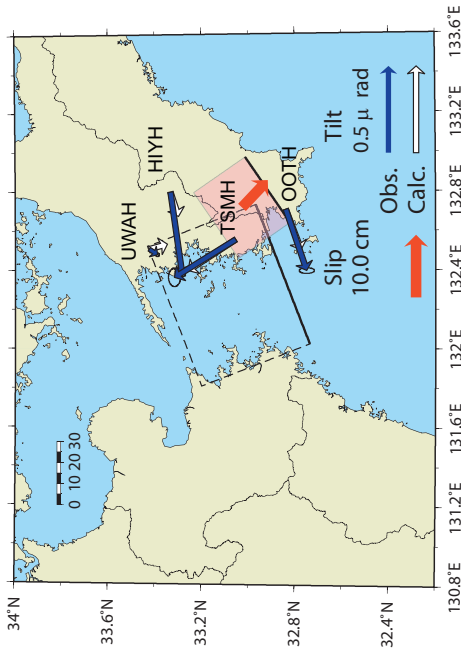 34˚N
33.6˚N
33.2˚N
32.8˚N
32.4˚N
130.8˚E
131.2˚E
131.6˚E
132˚E
132.4˚E
132.8˚E
133.2˚E
133.6˚E
0 10 20 30
UWAH
HIYH
TSMH
OOTH
Slip
10.0 cm
Tilt
0.5 μ rad
Obs.
Calc.